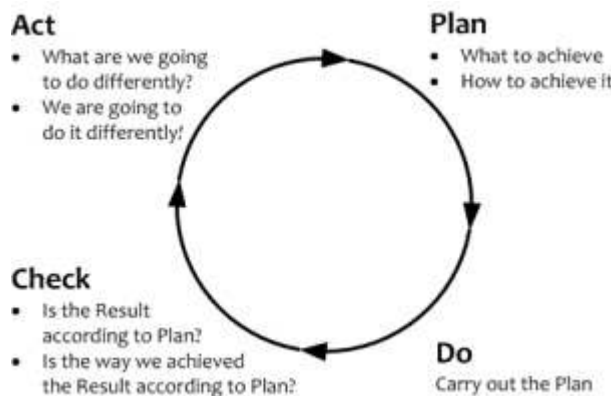 Act
• What are we going
to do differently?
• We are going to
do it differently!
Plan
• What to achieve
• How to achieve it
Check
• Is the Result
according to Plan?
• Is the way we achieved
the Result according to Plan?
Do
Carry out the Plan